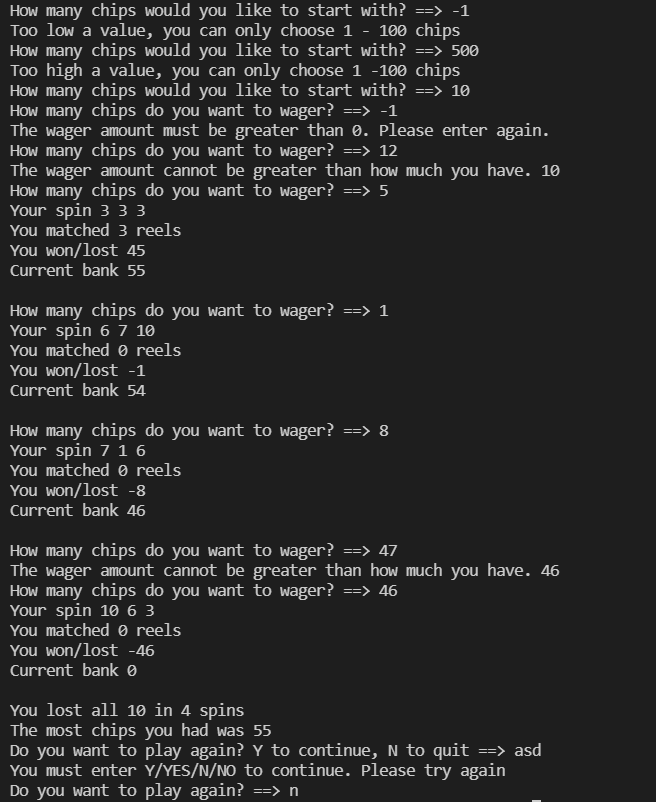 How many chips would you like to start with? ==> -1
Too low a value, you can only choose 1 - 100 chips
How many chips would you like to start with? ==> 500
Too high a value, you can only choose 1 -100 chips
How many chips would you like to start with? ==> 10
How many chips do you want to wager? ==> -1
The wager amount must be greater than 0. Please enter again.
How many chips do you want to wager? ==> 12
The wager amount cannot be greater than how much you have. 10
How many chips do you want to wager? ==> 5
Your spin 3 3 3
You matched 3 reels
You won/lost 45
Current bank 55
How many chips do you want to wager? ==> 1
Your spin 6 7 10
You matched 0 reels
You won/lost -1
Current bank 54
How many chips do you want to wager? ==> 8
Your spin 7 1 6
You matched 0 reels
You won/lost -8
Current bank 46
How many chips do you want to wager? ==> 47
The wager amount cannot be greater than how much you have. 46
How many chips do you want to wager? ==> 46
Your spin 10 6 3
You matched 0 reels
You won/lost -46
Current bank 0
You lost all 10 in 4 spins
The most chips you had was 55
Do you want to play again? Y to continue, N to quit ==> asd
You must enter Y/YES/N/NO to continue. Please try again
Do you want to play again? ==> n